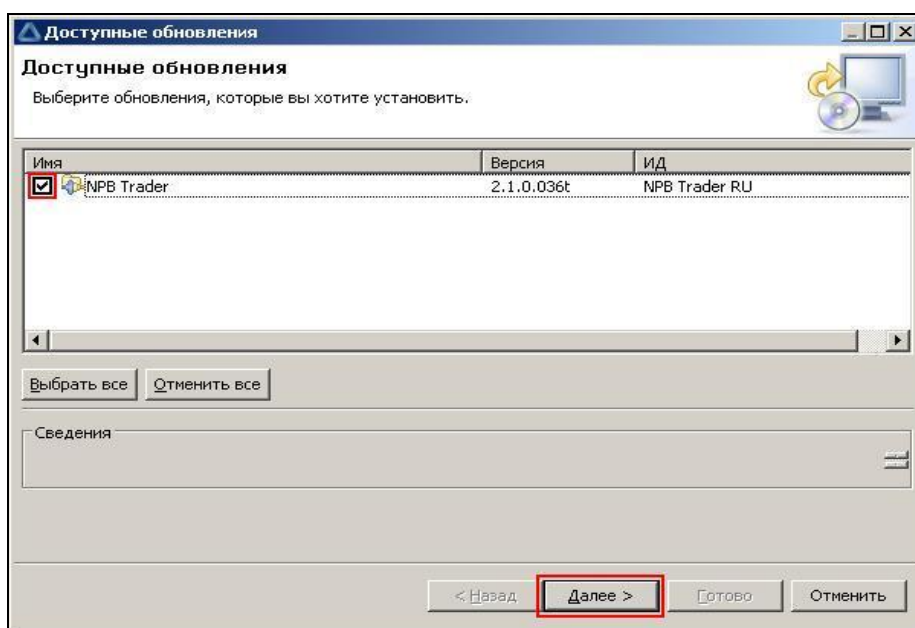 Доступные обновления
Доступные обновления
Выберите обновления, которые вы хотите установить.
Имя Версия ИД
NPB Trader 2.1.0.036t NPB Trader RU
Выбрать все Отменить все
Сведения
< Назад Далее > Готово Отменить